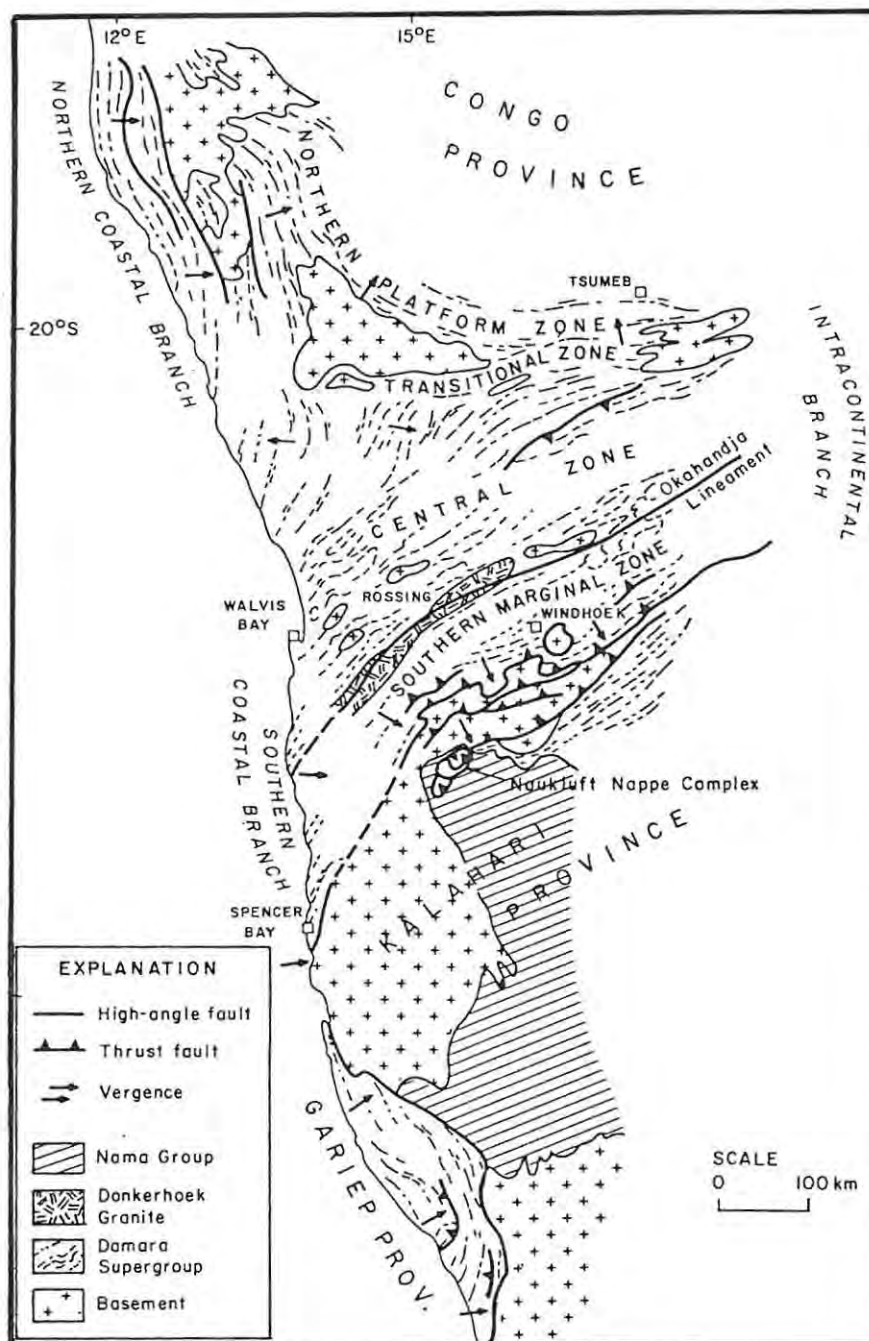 12°E
15°E
CONGO
PROVINCE
NORTHERN COASTAL BRANCH
NORTHERN PLATFORM ZONE
TSUMEB
20°S
TRANSITIONAL ZONE
INTRACONTINENTAL
BRANCH
CENTRAL ZONE
Okahandja
Lineament
ROSSING
SOUTHERN MARGINAL ZONE
WALVIS
BAY
WINDHOEK
SOUTHERN
COASTAL BRANCH
Naukluft Nappe Complex
KALAHARI
PROVINCE
SPENCER
BAY
GARIEP PROV.
EXPLANATION
High-angle fault
Thrust fault
Vergence
Nama Group
Donkerhoek
Granite
Damara
Supergroup
Basement
SCALE
0 100 km